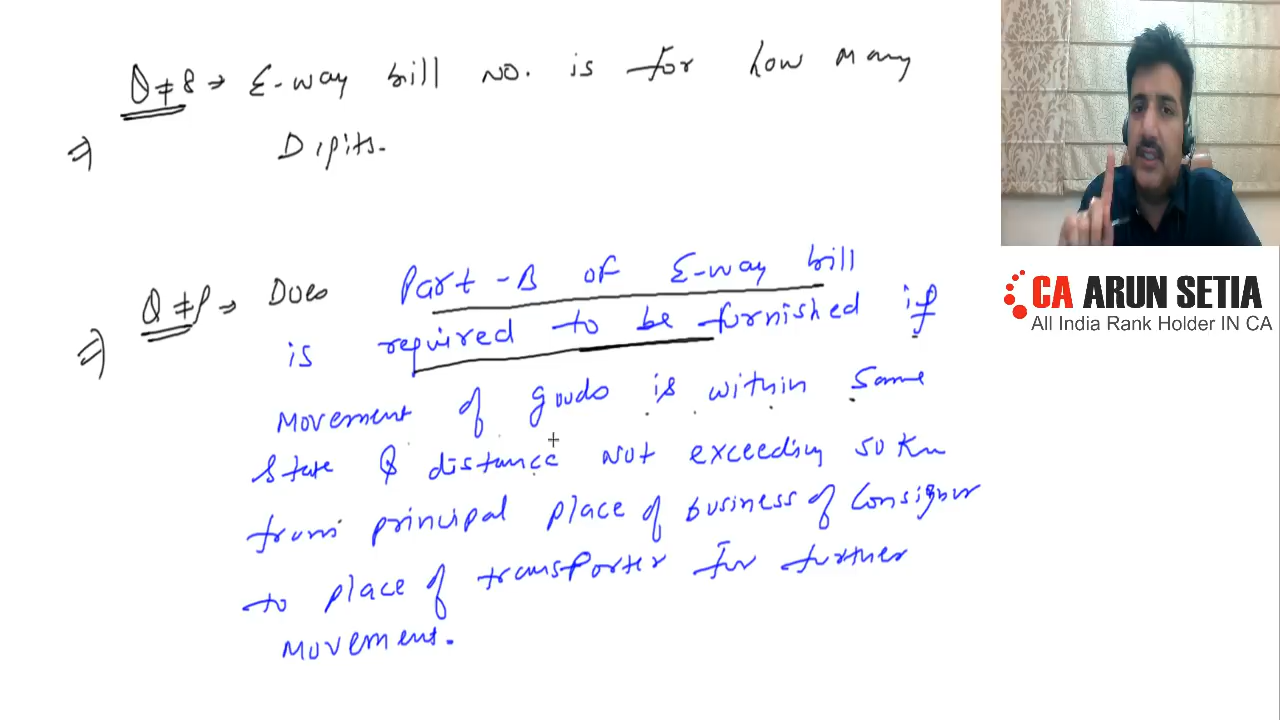 Q#8 → E-way bill no. is for how many
⇒ Digits.
Q#9 → Does Part-B of E-way bill
⇒ is required to be furnished if
movement of goods is within same
state & distance not exceeding 50 Km
from principal place of business of consignor
to place of transporter for further
movement.
CA ARUN SETIA
All India Rank Holder IN CA